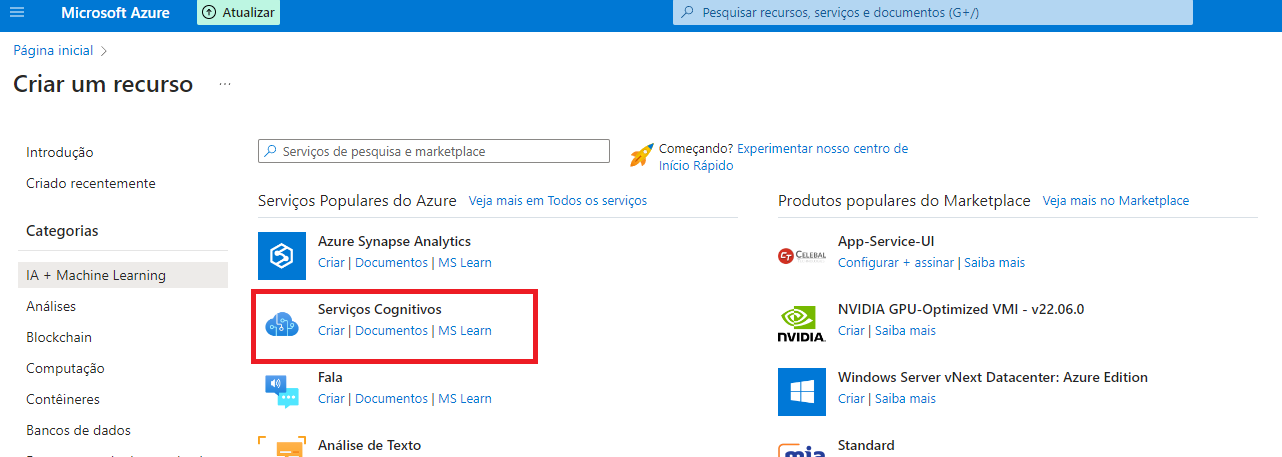 Microsoft Azure
Atualizar
Pesquisar recursos, serviços e documentos (G+/)
Página inicial >
Criar um recurso ...
Introdução
Criado recentemente
Categorias
IA + Machine Learning
Análises
Blockchain
Computação
Contêineres
Bancos de dados
Serviços de pesquisa e marketplace
Começando? Experimentar nosso centro de
Início Rápido
Serviços Populares do Azure Veja mais em Todos os serviços
Azure Synapse Analytics
Criar | Documentos | MS Learn
Serviços Cognitivos
Criar | Documentos | MS Learn
Fala
Criar | Documentos | MS Learn
Análise de Texto
Produtos populares do Marketplace Veja mais no Marketplace
CT CELEBAL
App-Service-UI
Configurar + assinar | Saiba mais
NVIDIA
NVIDIA GPU-Optimized VMI - v22.06.0
Criar | Saiba mais
Windows Server vNext Datacenter: Azure Edition
Criar | Saiba mais
mia
Standard